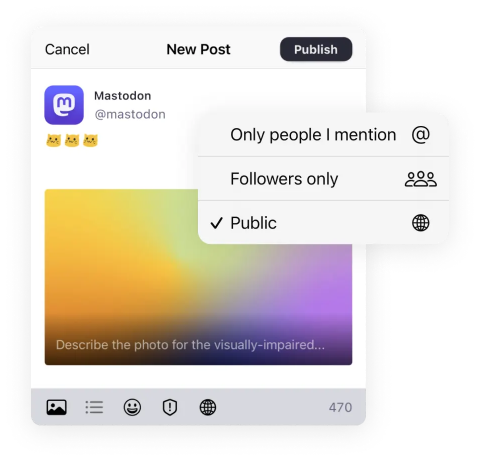 Cancel New Post Publish
Mastodon
@mastodon
Only people I mention
Followers only
Public
Describe the photo for the visually-impaired...
470